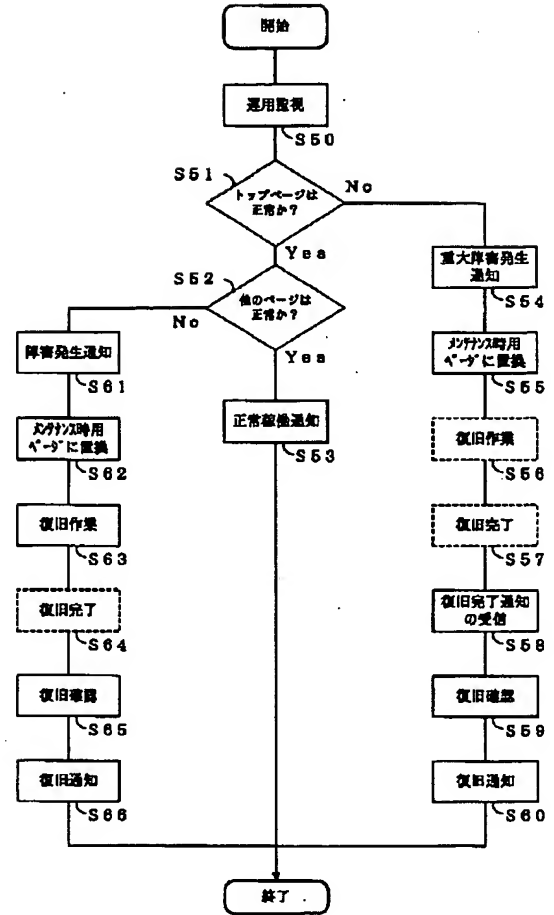 開始
運用監視
S50
S51
トップページは
正常か?
No
Yes
S52
他のページは
正常か?
No
Yes
重大障害発生
通知
S54
障害発生通知
S61
メンテナンス時用
ページに置換
S55
正常稼働通知
S53
メンテナンス時用
ページに置換
S62
復旧作業
S56
復旧作業
S63
復旧完了
S57
復旧完了
S64
復旧完了通知
の受信
S58
復旧確認
S65
復旧確認
S59
復旧通知
S66
復旧通知
S60
終了